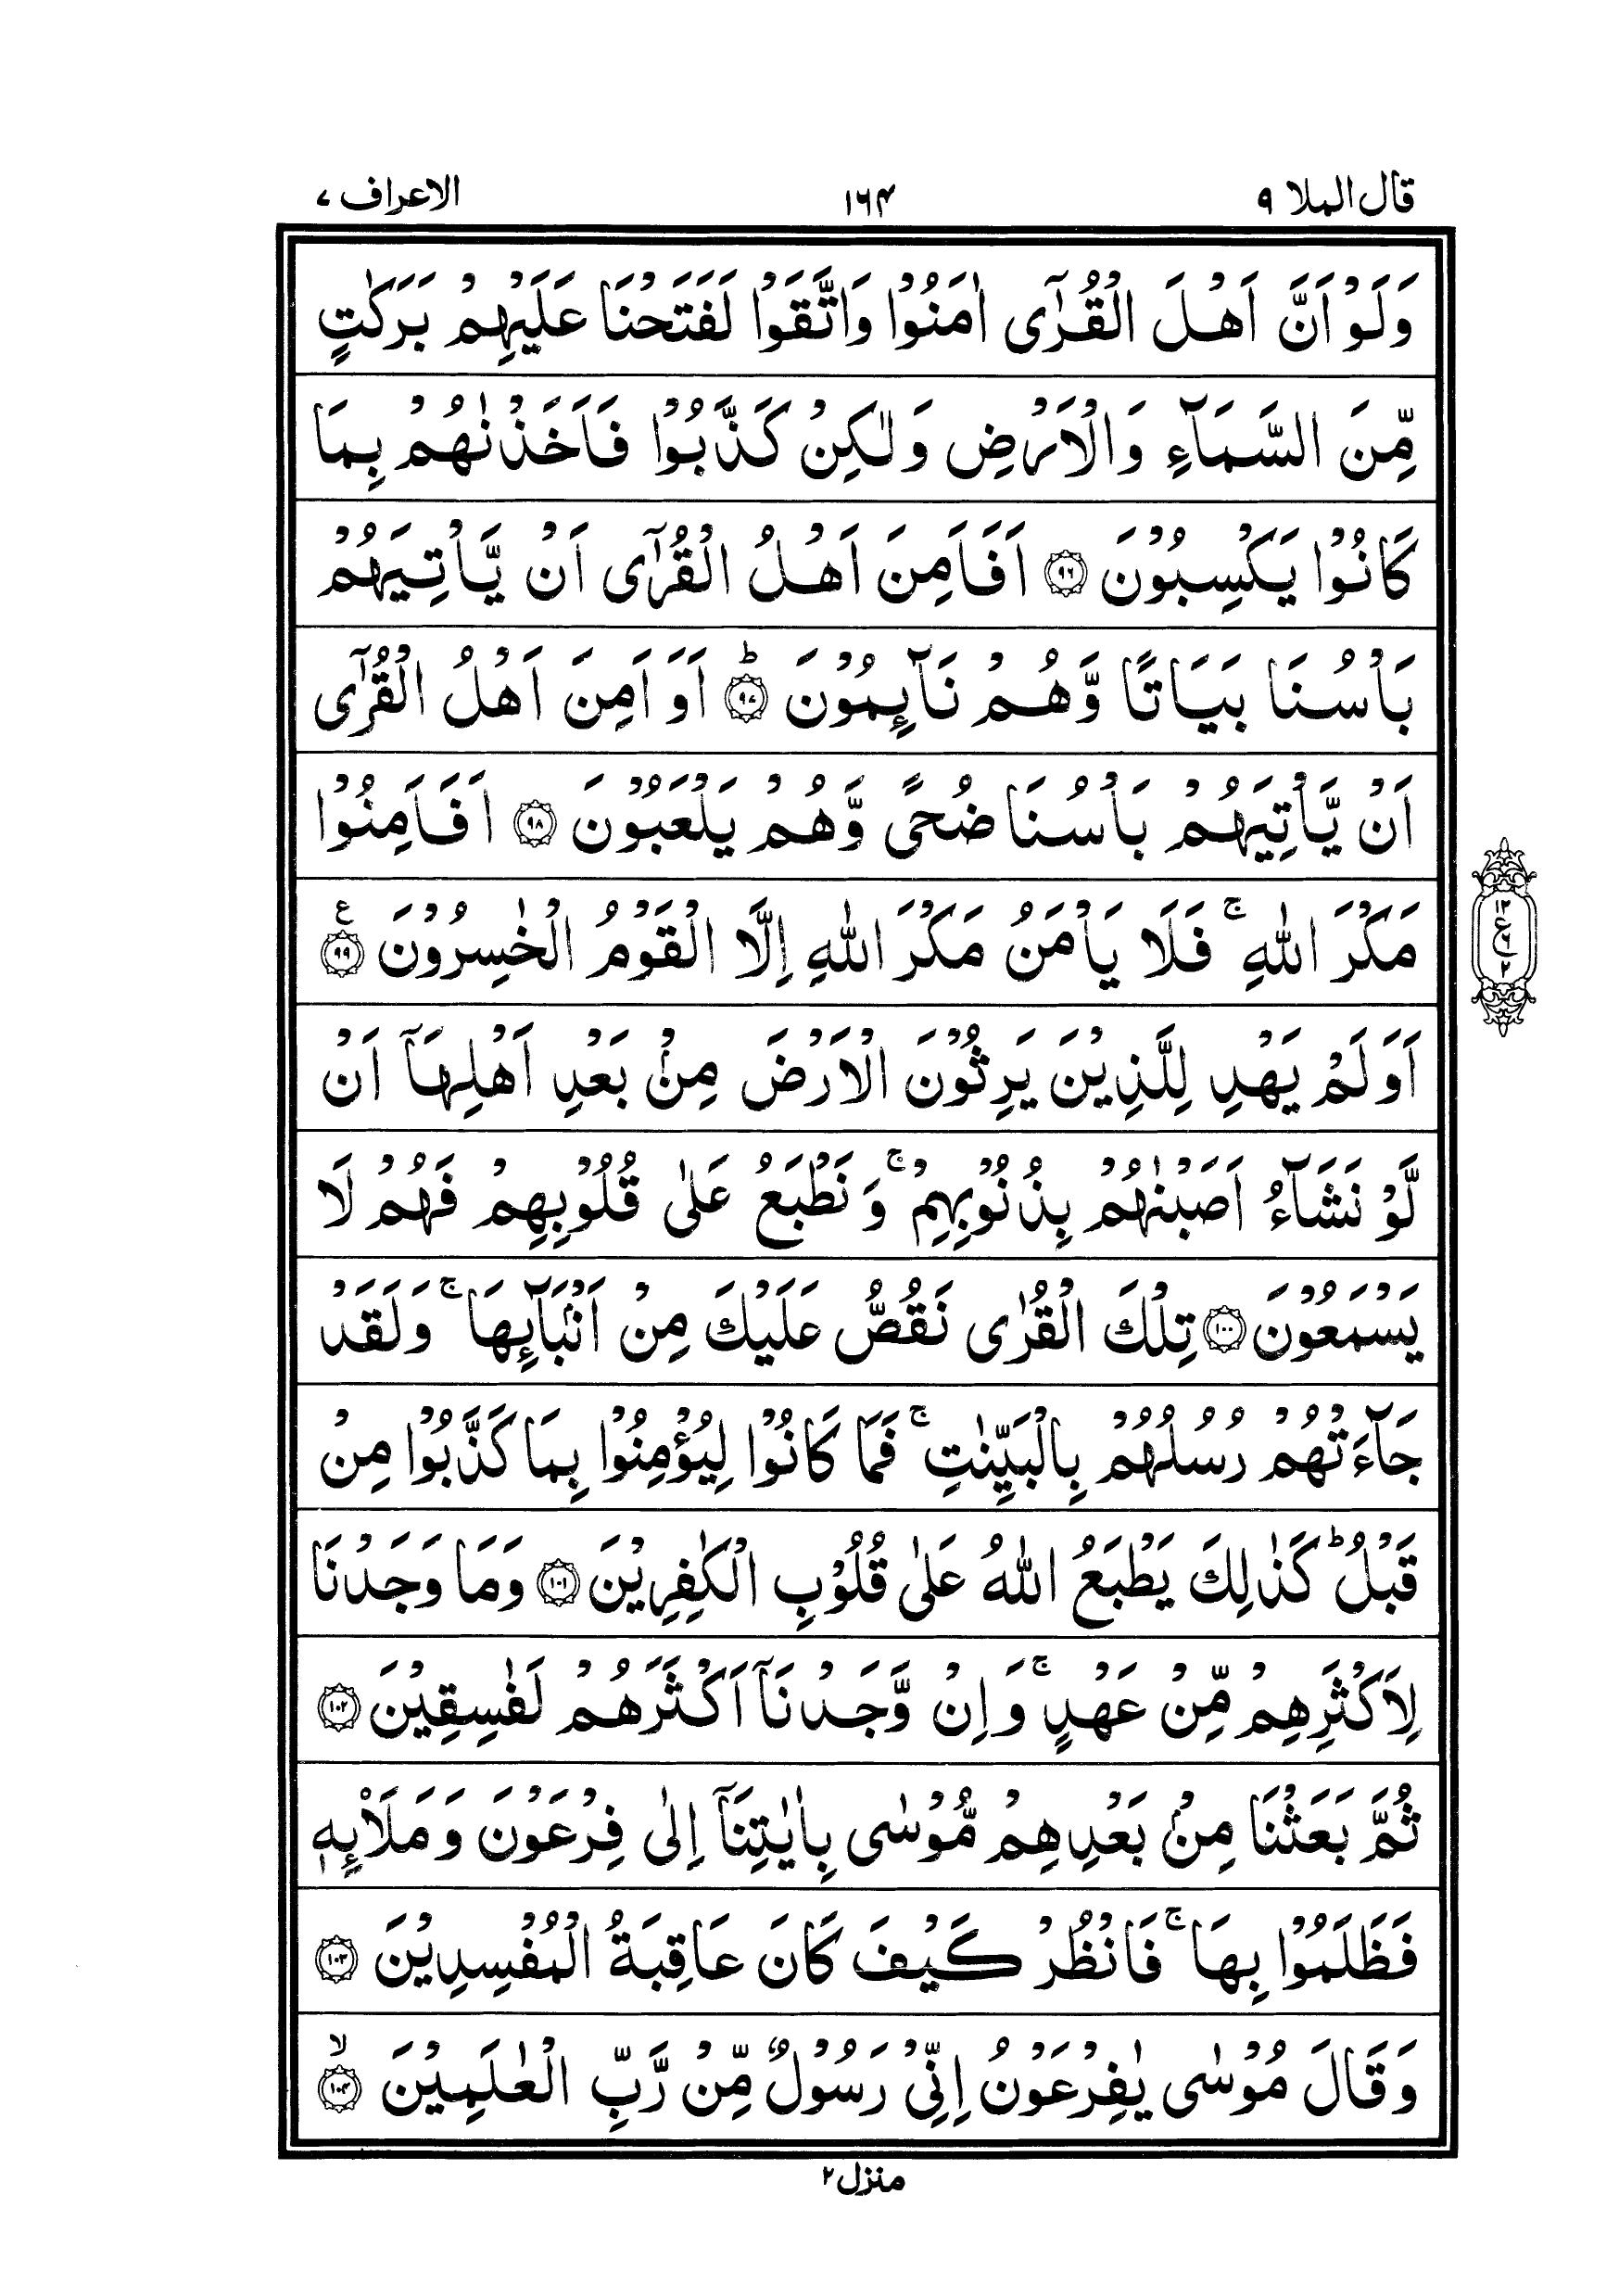 قال الملا ٩
١٦٤
الاعراف ٧
وَلَوْ اَنَّ اَهْلَ الْقُرٰٓى اٰمَنُوْا وَاتَّقَوْا لَفَتَحْنَا عَلَيْهِمْ بَرَكٰتٍ
مِّنَ السَّمَآءِ وَالْاَرْضِ وَلٰكِنْ كَذَّبُوْا فَاَخَذْنٰهُمْ بِمَا
كَانُوْا يَكْسِبُوْنَ ۝٩٦ اَفَاَمِنَ اَهْلُ الْقُرٰٓى اَنْ يَّاْتِيَهُمْ
بَاْسُنَا بَيَاتًا وَّهُمْ نَآئِمُوْنَ ۝٩٧ؕ اَوَ اَمِنَ اَهْلُ الْقُرٰٓى
اَنْ يَّاْتِيَهُمْ بَاْسُنَا ضُحًى وَّهُمْ يَلْعَبُوْنَ ۝٩٨ اَفَاَمِنُوْا
مَكْرَ اللّٰهِ ۚ فَلَا يَاْمَنُ مَكْرَ اللّٰهِ اِلَّا الْقَوْمُ الْخٰسِرُوْنَ ۝٩٩ ع
اَوَ لَمْ يَهْدِ لِلَّذِيْنَ يَرِثُوْنَ الْاَرْضَ مِنْۢ بَعْدِ اَهْلِهَآ اَنْ
لَّوْ نَشَآءُ اَصَبْنٰهُمْ بِذُنُوْبِهِمْ ۚ وَ نَطْبَعُ عَلٰى قُلُوْبِهِمْ فَهُمْ لَا
يَسْمَعُوْنَ ۝١٠٠ تِلْكَ الْقُرٰى نَقُصُّ عَلَيْكَ مِنْ اَنْۢبَآئِهَا ۚ وَلَقَدْ
جَآءَتْهُمْ رُسُلُهُمْ بِالْبَيِّنٰتِ ۚ فَمَا كَانُوْا لِيُؤْمِنُوْا بِمَا كَذَّبُوْا مِنْ
قَبْلُ ؕ كَذٰلِكَ يَطْبَعُ اللّٰهُ عَلٰى قُلُوْبِ الْكٰفِرِيْنَ ۝١٠١ وَمَا وَجَدْنَا
لِاَكْثَرِهِمْ مِّنْ عَهْدٍ ۚ وَ اِنْ وَّجَدْنَآ اَكْثَرَهُمْ لَفٰسِقِيْنَ ۝١٠٢
ثُمَّ بَعَثْنَا مِنْۢ بَعْدِهِمْ مُّوْسٰى بِاٰيٰتِنَآ اِلٰى فِرْعَوْنَ وَ مَلَا۟ئِهٖ
فَظَلَمُوْا بِهَا ۚ فَانْظُرْ كَيْفَ كَانَ عَاقِبَةُ الْمُفْسِدِيْنَ ۝١٠٣
وَ قَالَ مُوْسٰى يٰفِرْعَوْنُ اِنِّىْ رَسُوْلٌ مِّنْ رَّبِّ الْعٰلَمِيْنَ ۝١٠٤ ۙ
١٢
ع ٦
٢
منزل ٢